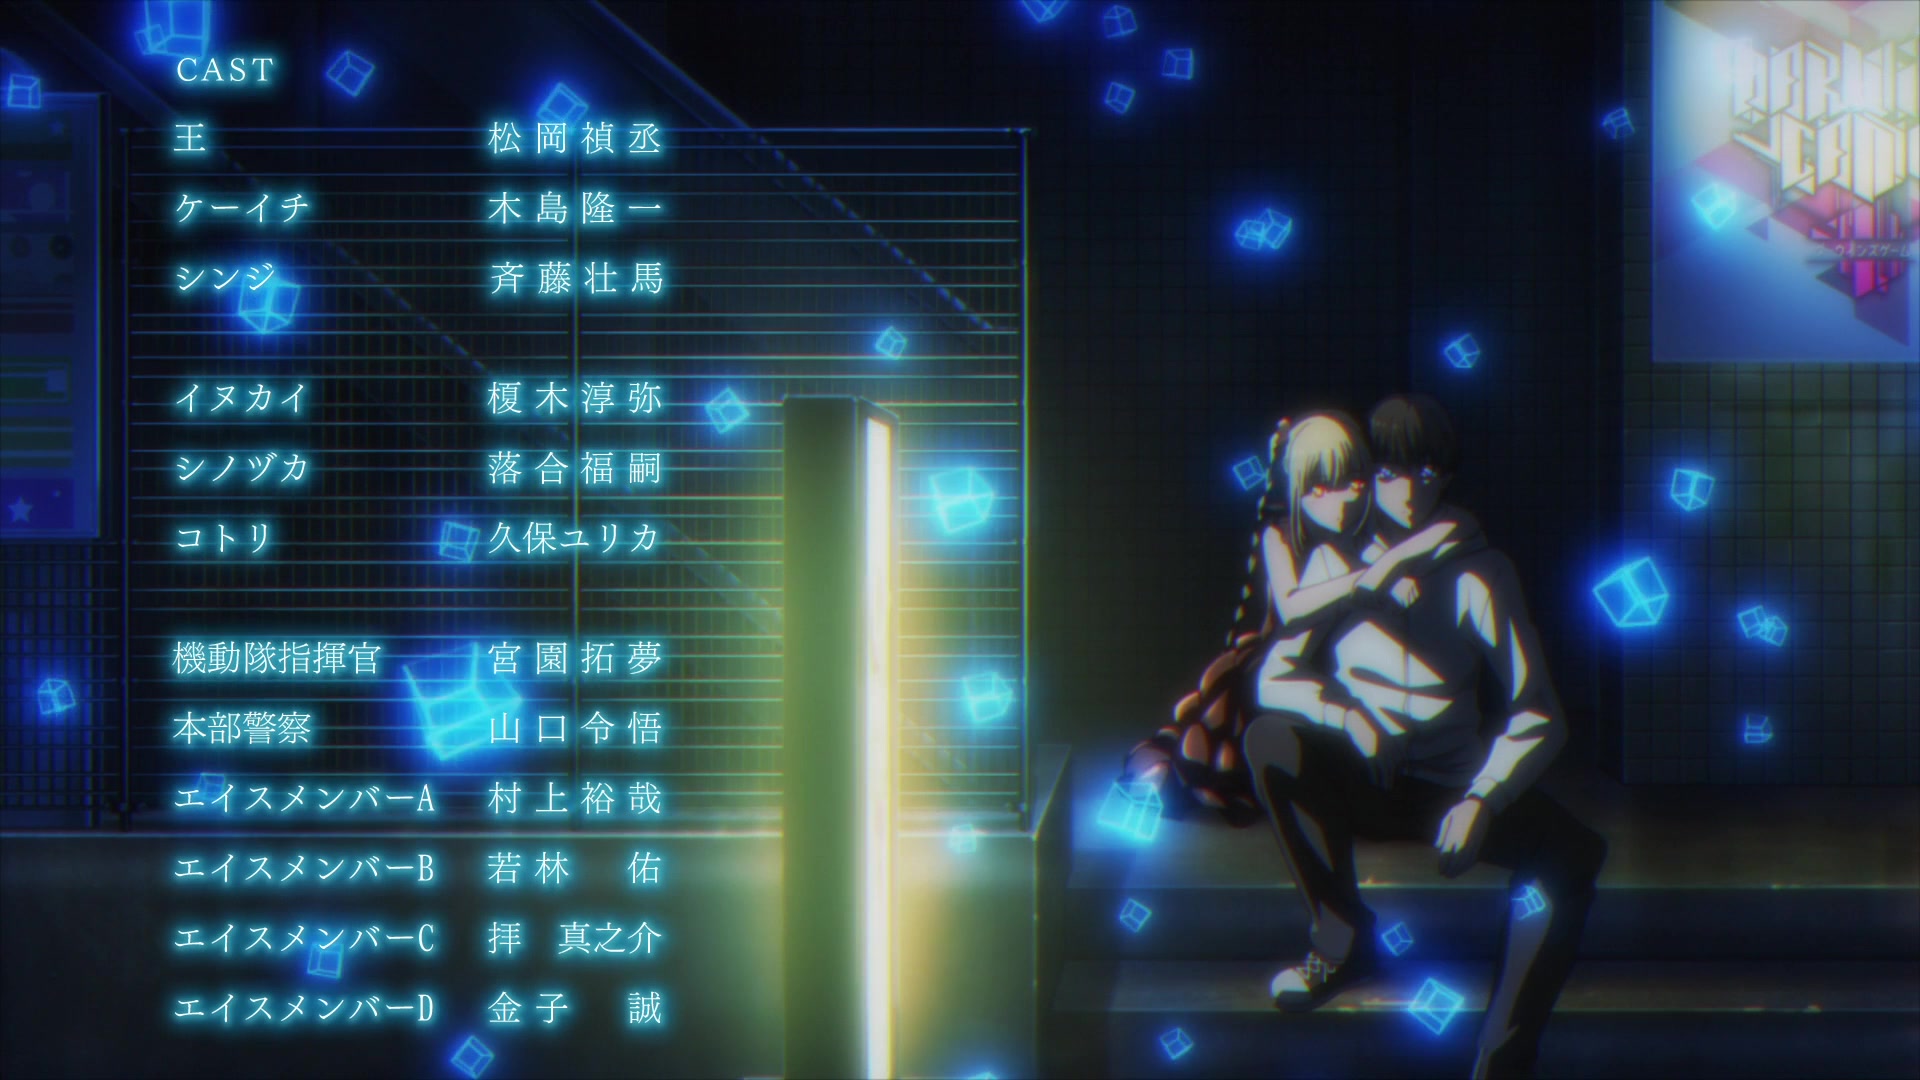 CAST
王 松岡禎丞
ケーイチ 木島隆一
シンジ 斉藤壮馬
イヌカイ 榎木淳弥
シノヅカ 落合福嗣
コトリ 久保ユリカ
機動隊指揮官 宮園拓夢
本部警察 山口令悟
エイスメンバーA 村上裕哉
エイスメンバーB 若林 佑
エイスメンバーC 拝 真之介
エイスメンバーD 金子 誠